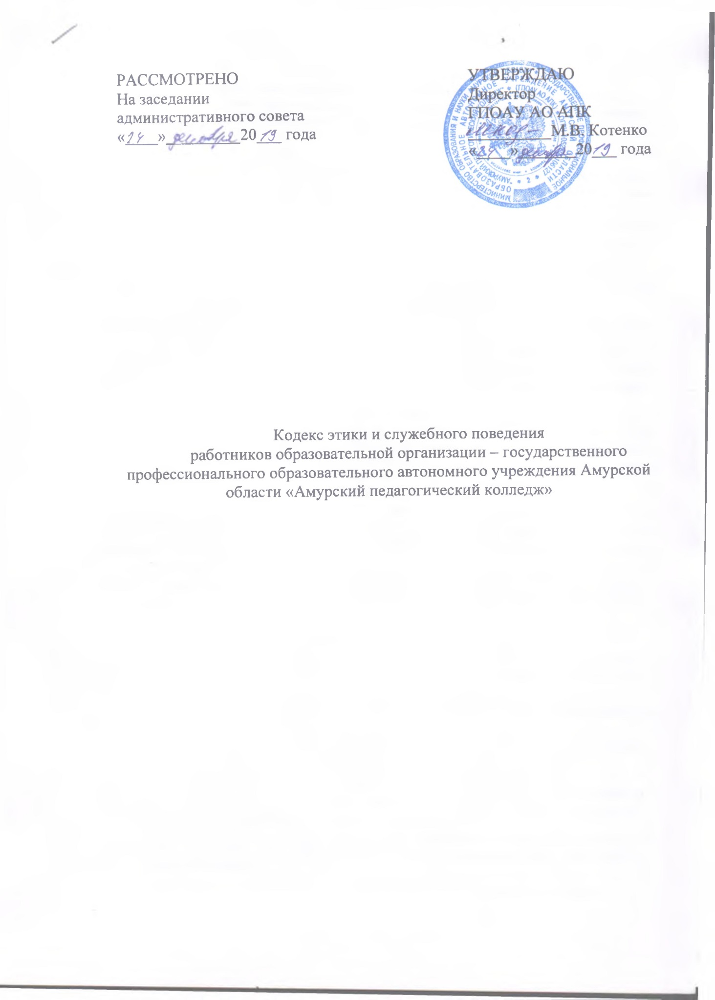 РАССМОТРЕНО
На заседании
административного совета
«24» декабря 2019 года
УТВЕРЖДАЮ
Директор
ГПОАУ АО АПК
М.В. Котенко
«24» декабря 2019 года
Кодекс этики и служебного поведения
работников образовательной организации – государственного
профессионального образовательного автономного учреждения Амурской
области «Амурский педагогический колледж»